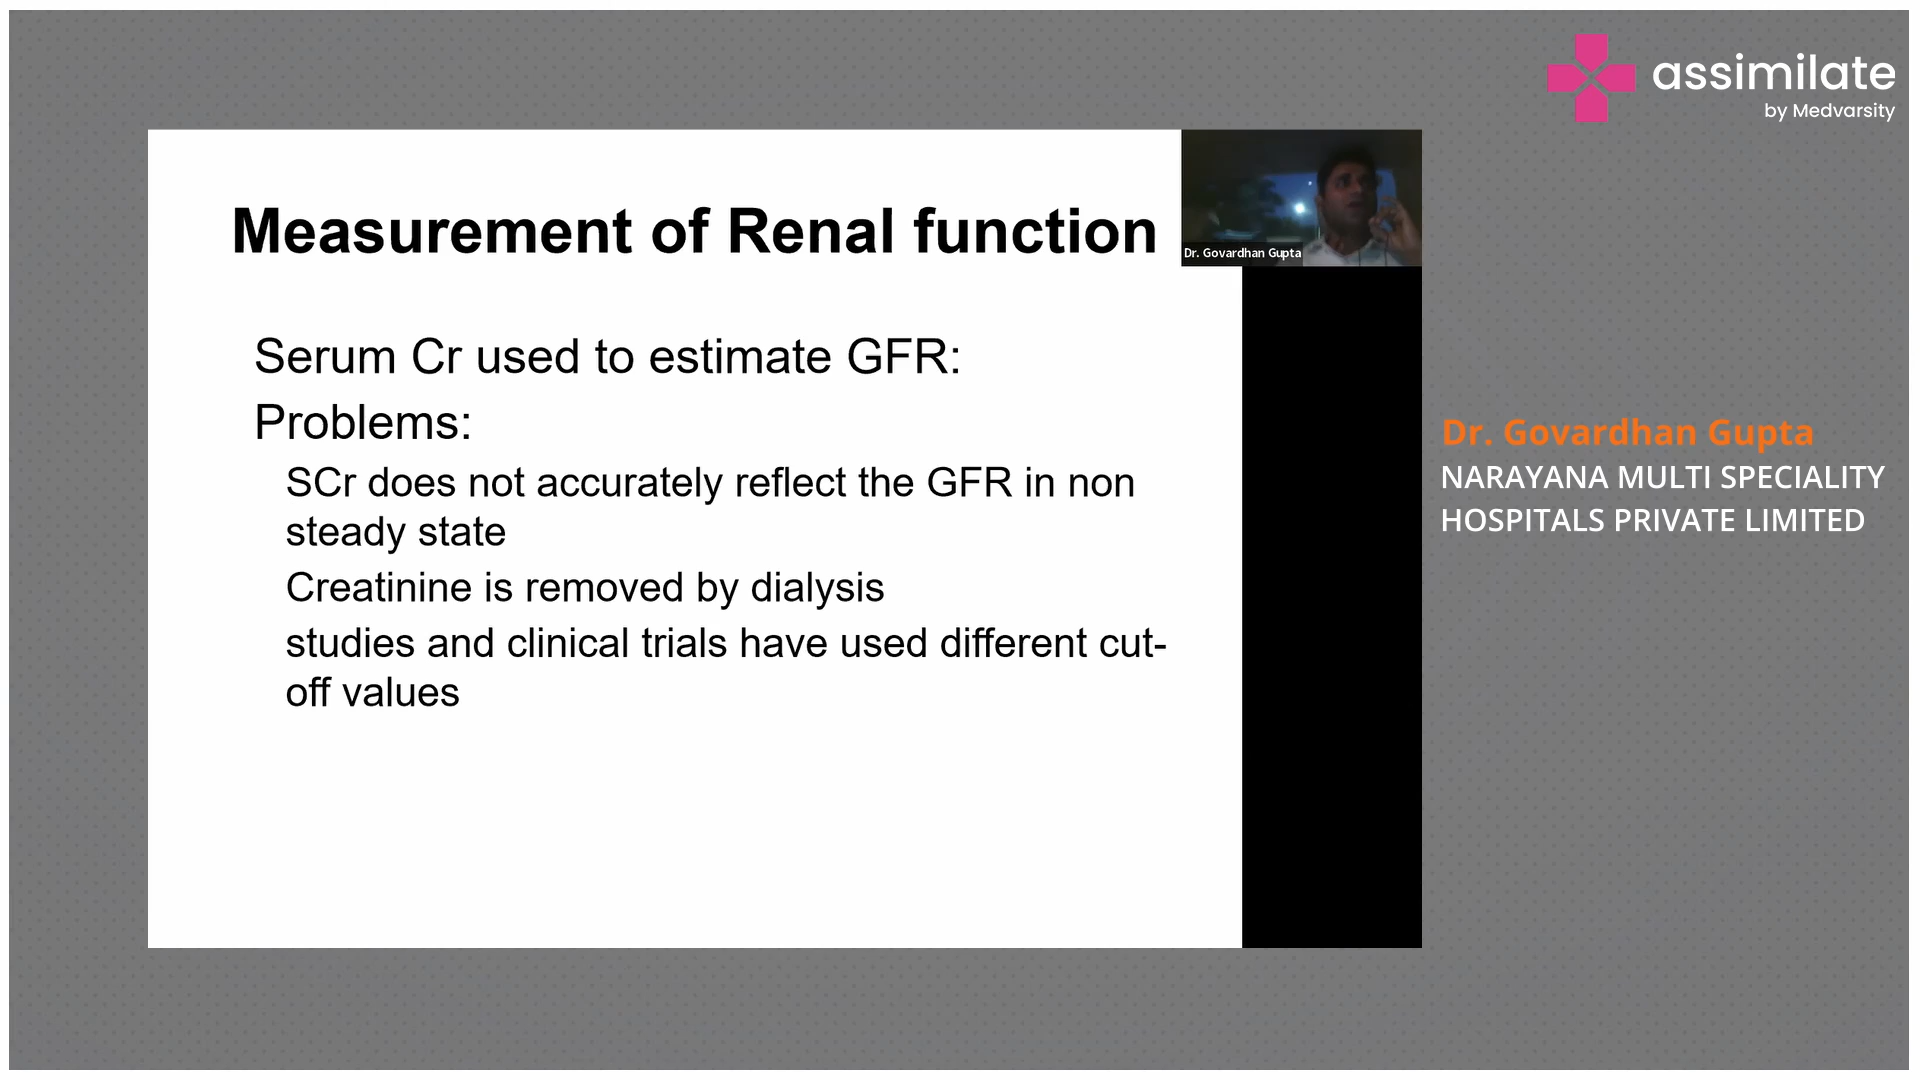 assimilate
by Medvarsity
Measurement of Renal function
Dr. Govardhan Gupta
Serum Cr used to estimate GFR:
Problems:
SCr does not accurately reflect the GFR in non
steady state
Creatinine is removed by dialysis
studies and clinical trials have used different cut-
off values
Dr. Govardhan Gupta
NARAYANA MULTI SPECIALITY
HOSPITALS PRIVATE LIMITED